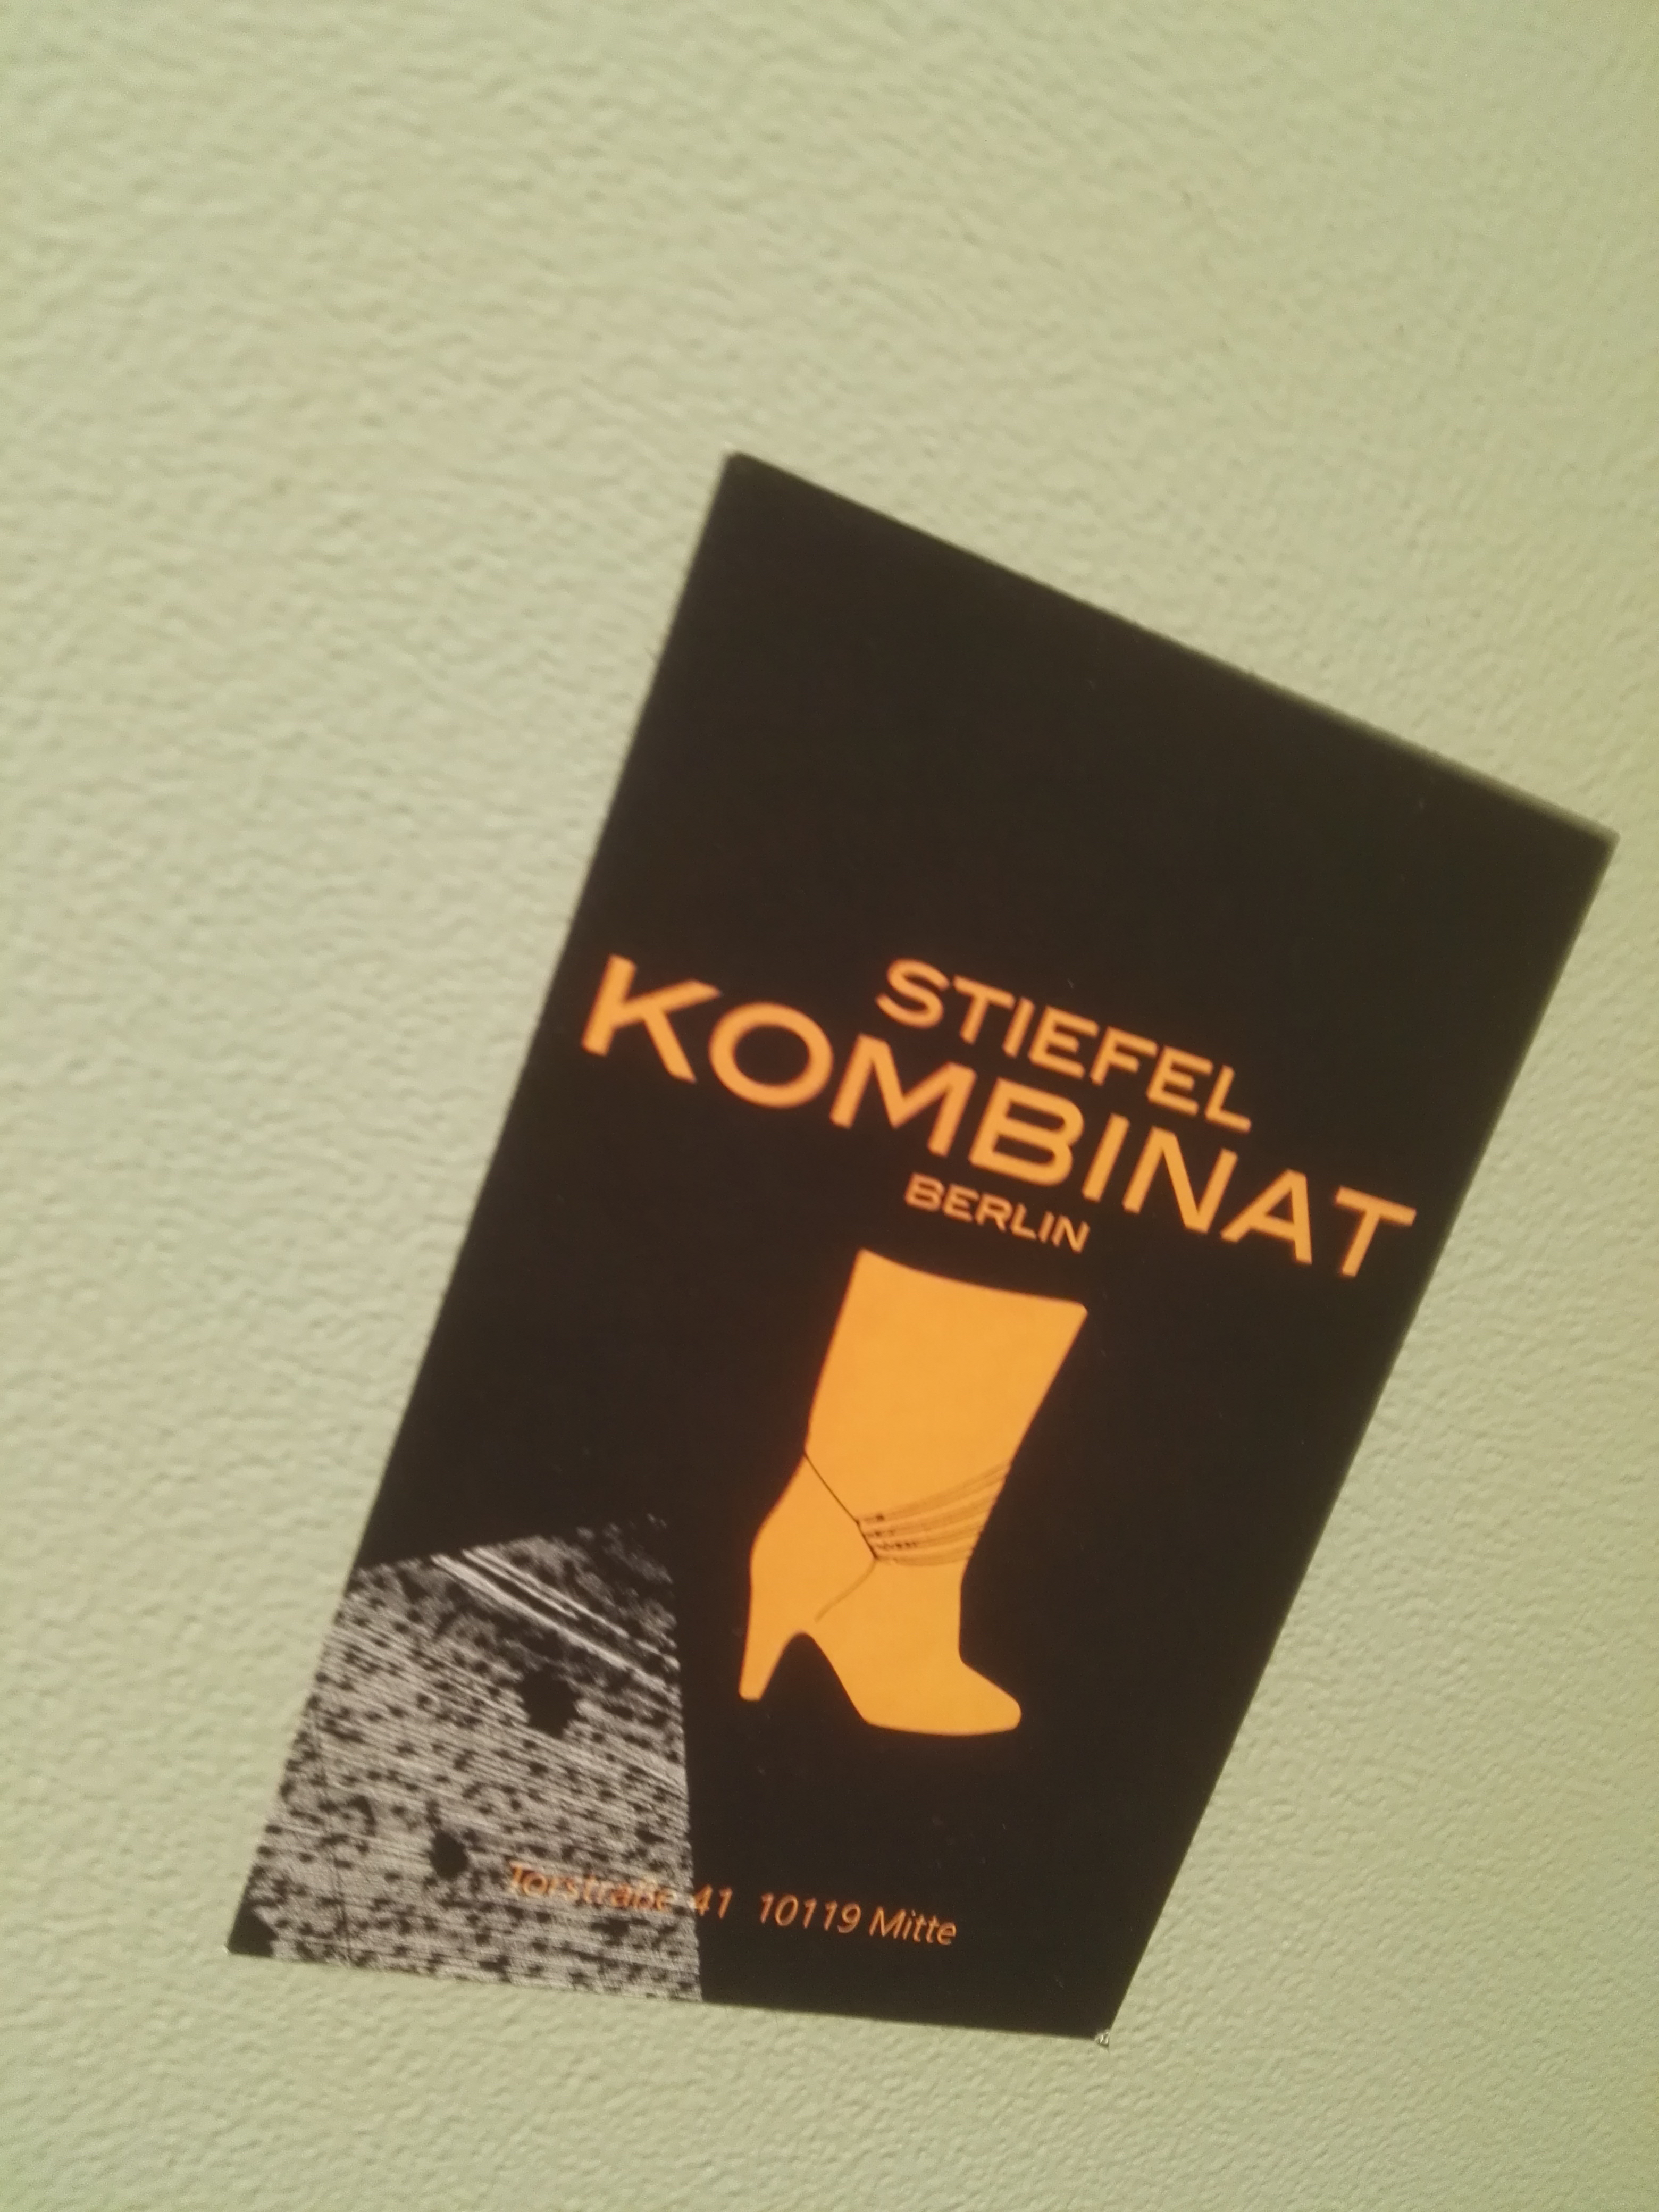 STIEFEL
KOMBINAT
BERLIN
Torstraße 41 10119 Mitte